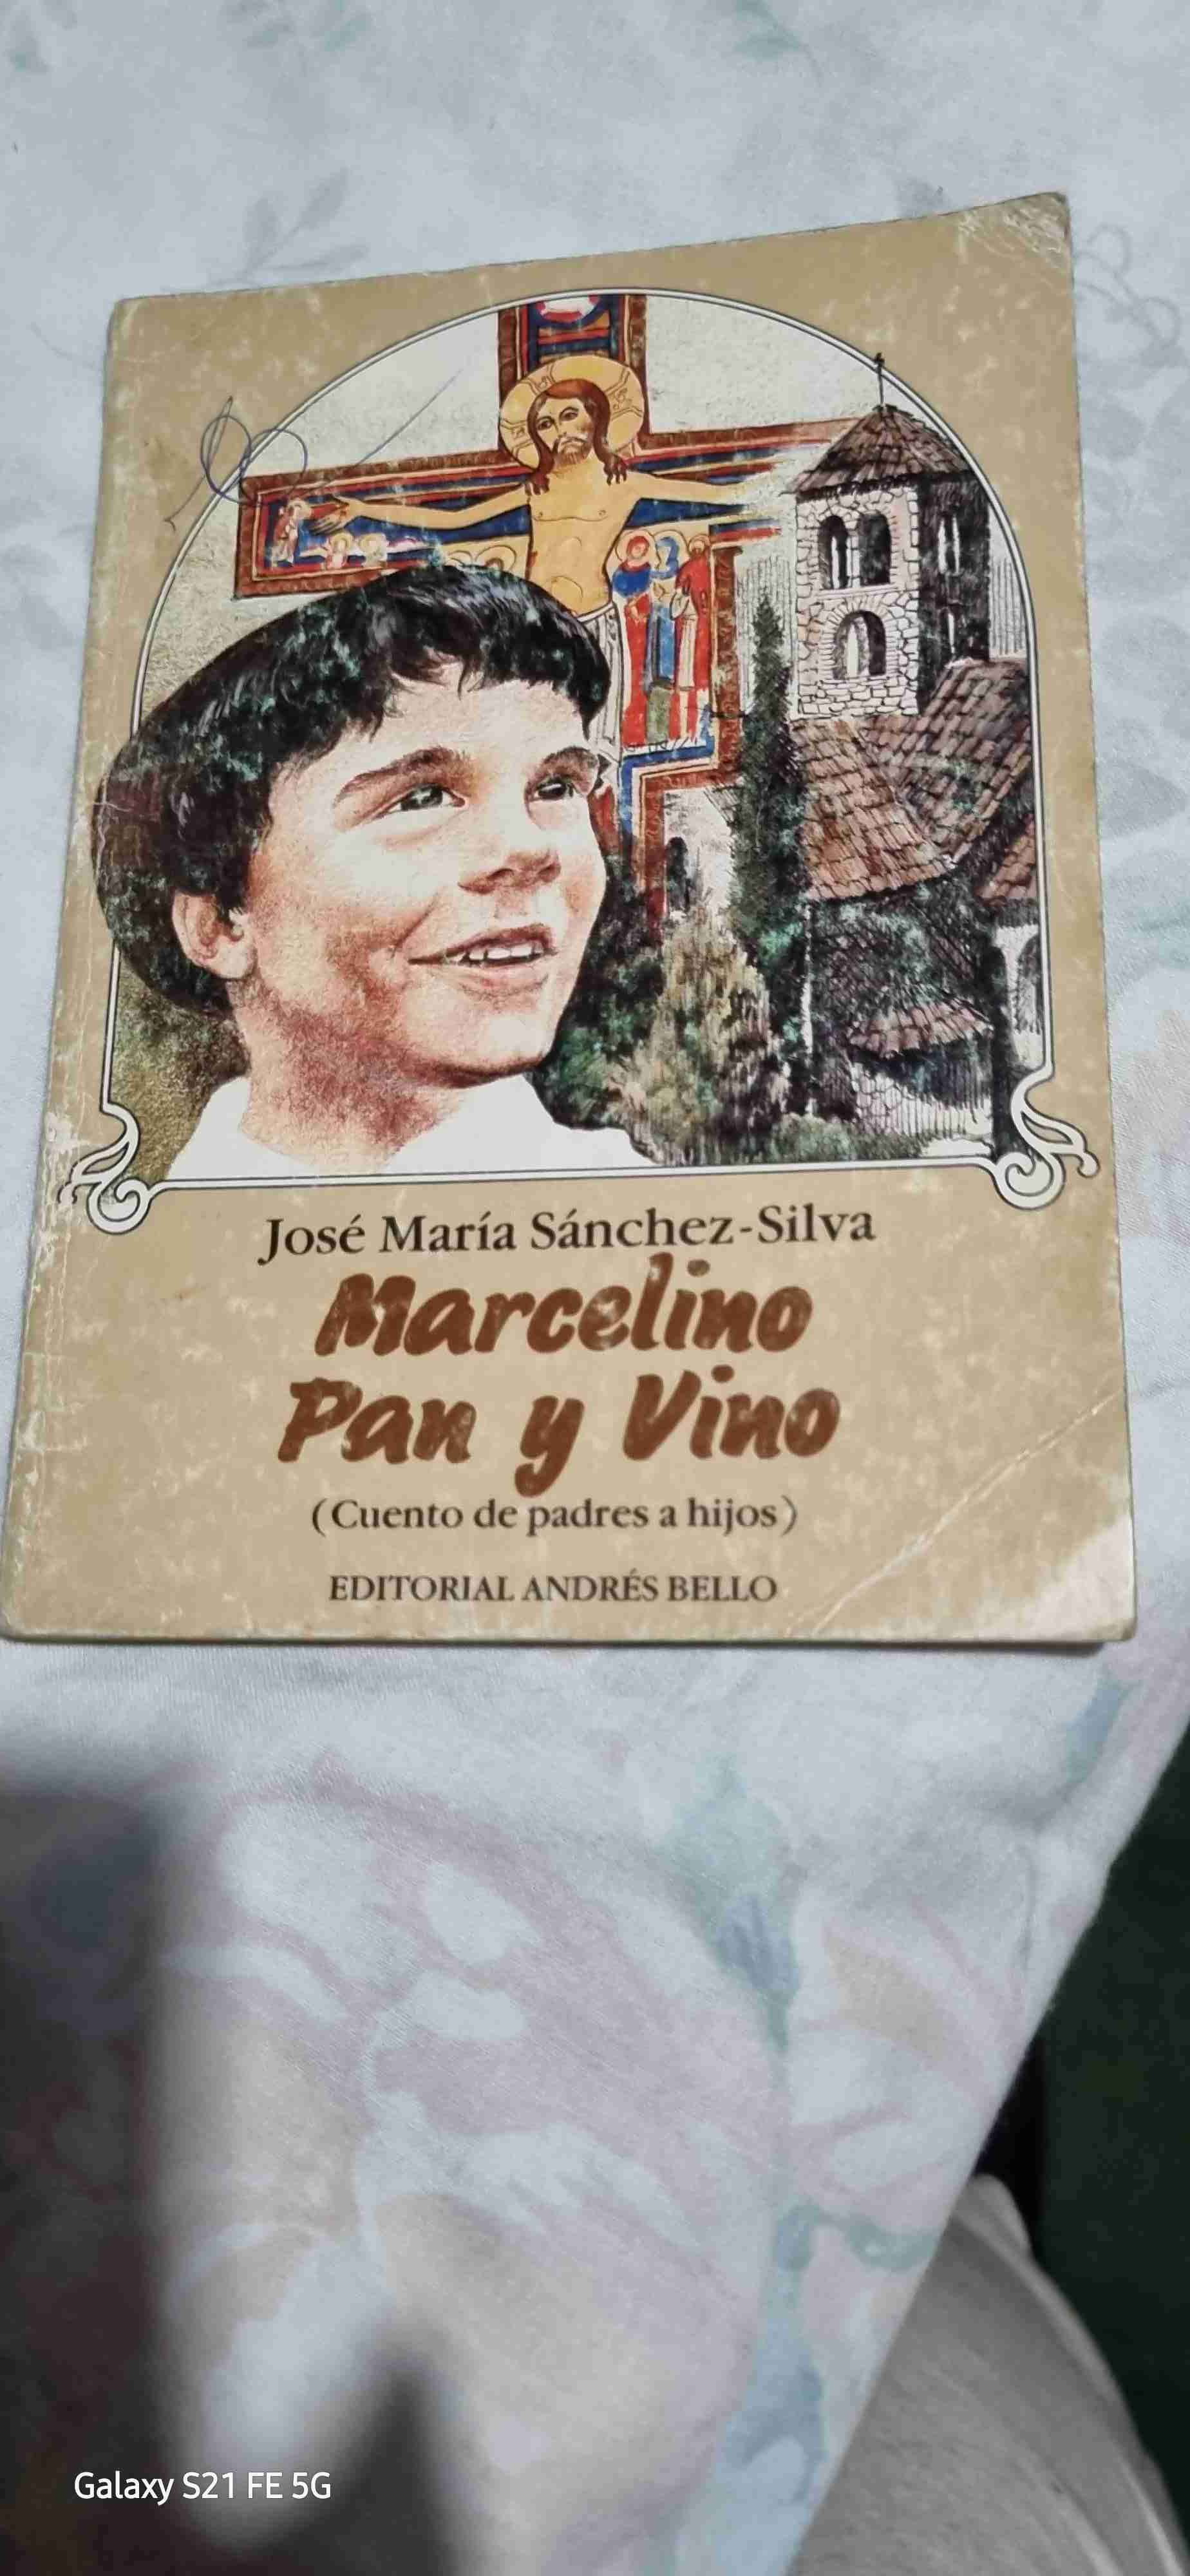 José María Sánchez-Silva
Marcelino
Pan y Vino
(Cuento de padres a hijos)
EDITORIAL ANDRÉS BELLO
Galaxy S21 FE 5G